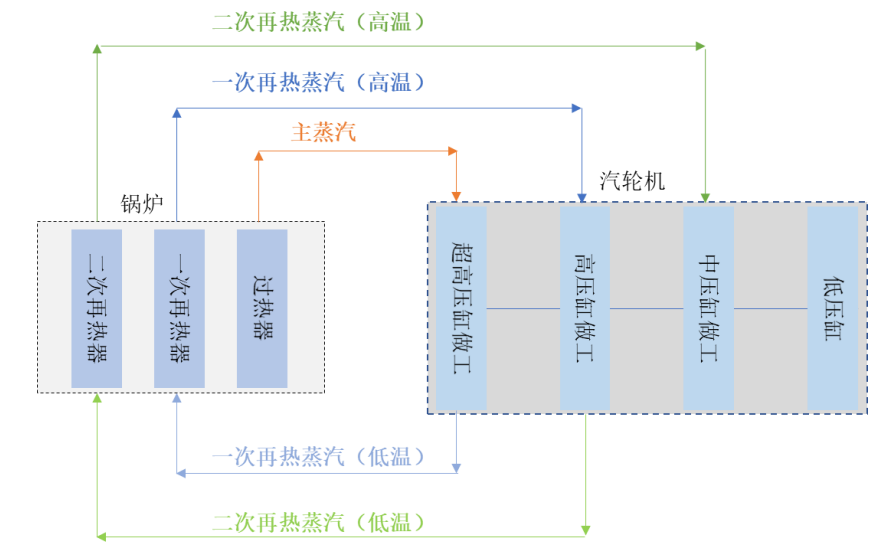 二次再热蒸汽（高温）
一次再热蒸汽（高温）
主蒸汽
锅炉
汽轮机
二次再热器
一次再热器
过热器
超高压缸做工
高压缸做工
中压缸做工
低压缸
一次再热蒸汽（低温）
二次再热蒸汽（低温）